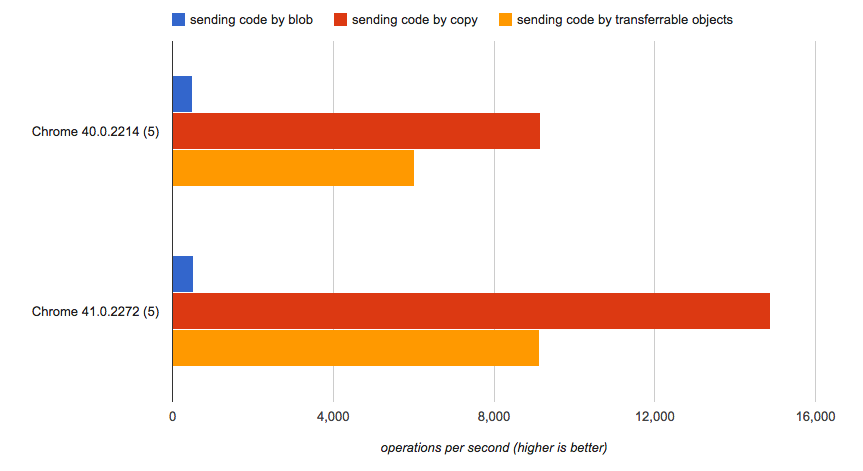 sending code by blob sending code by copy sending code by transferrable objects
Chrome 40.0.2214 (5)
Chrome 41.0.2272 (5)
0 4,000 8,000 12,000 16,000
operations per second (higher is better)